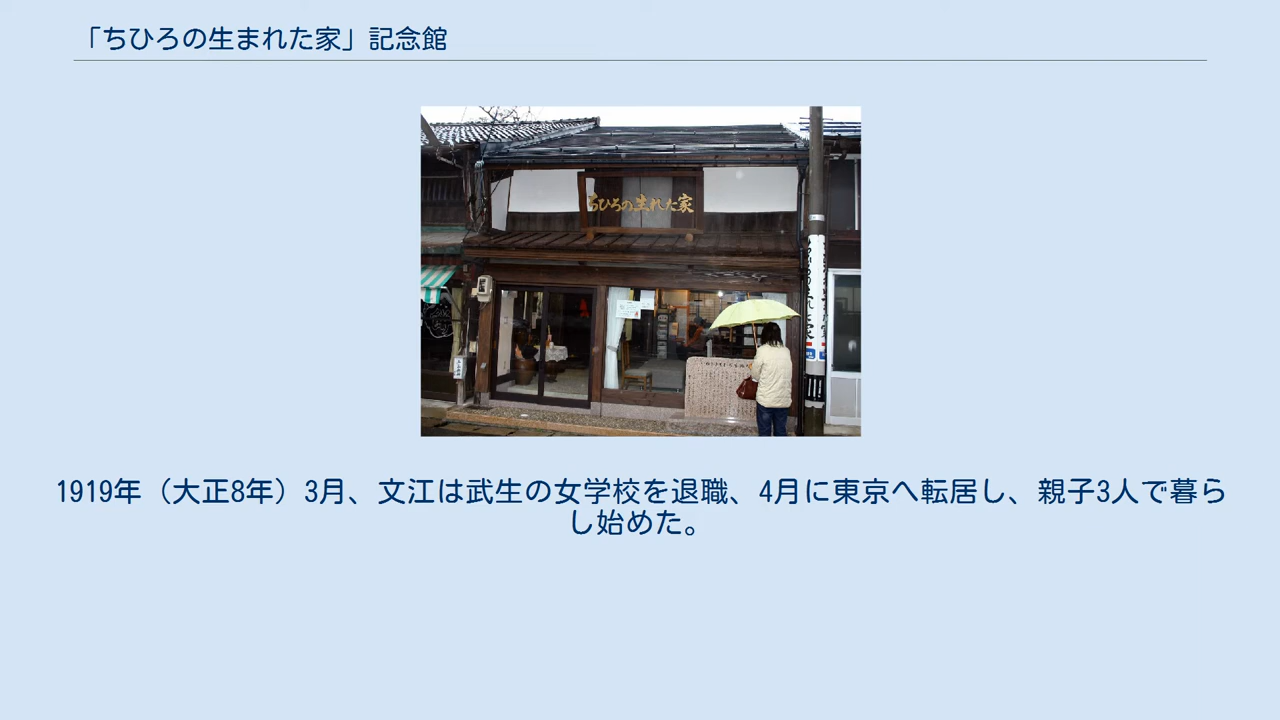 「ちひろの生まれた家」記念館
ちひろの生れた家
1919年（大正8年）3月、文江は武生の女学校を退職、4月に東京へ転居し、親子3人で暮ら
し始めた。